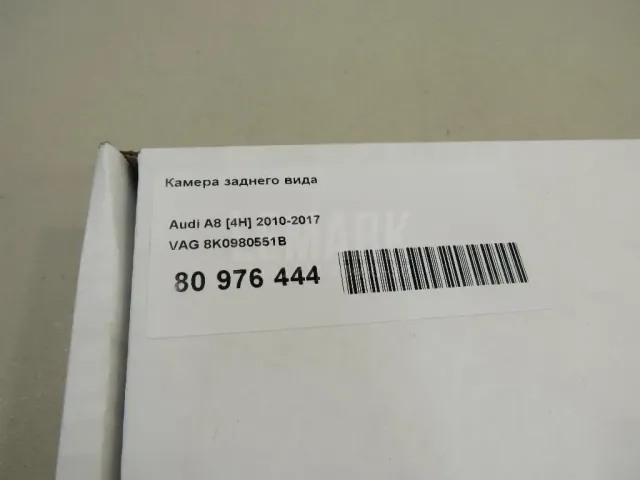 Камера заднего вида
Audi A8 [4H] 2010-2017
VAG 8K0980551B
80 976 444